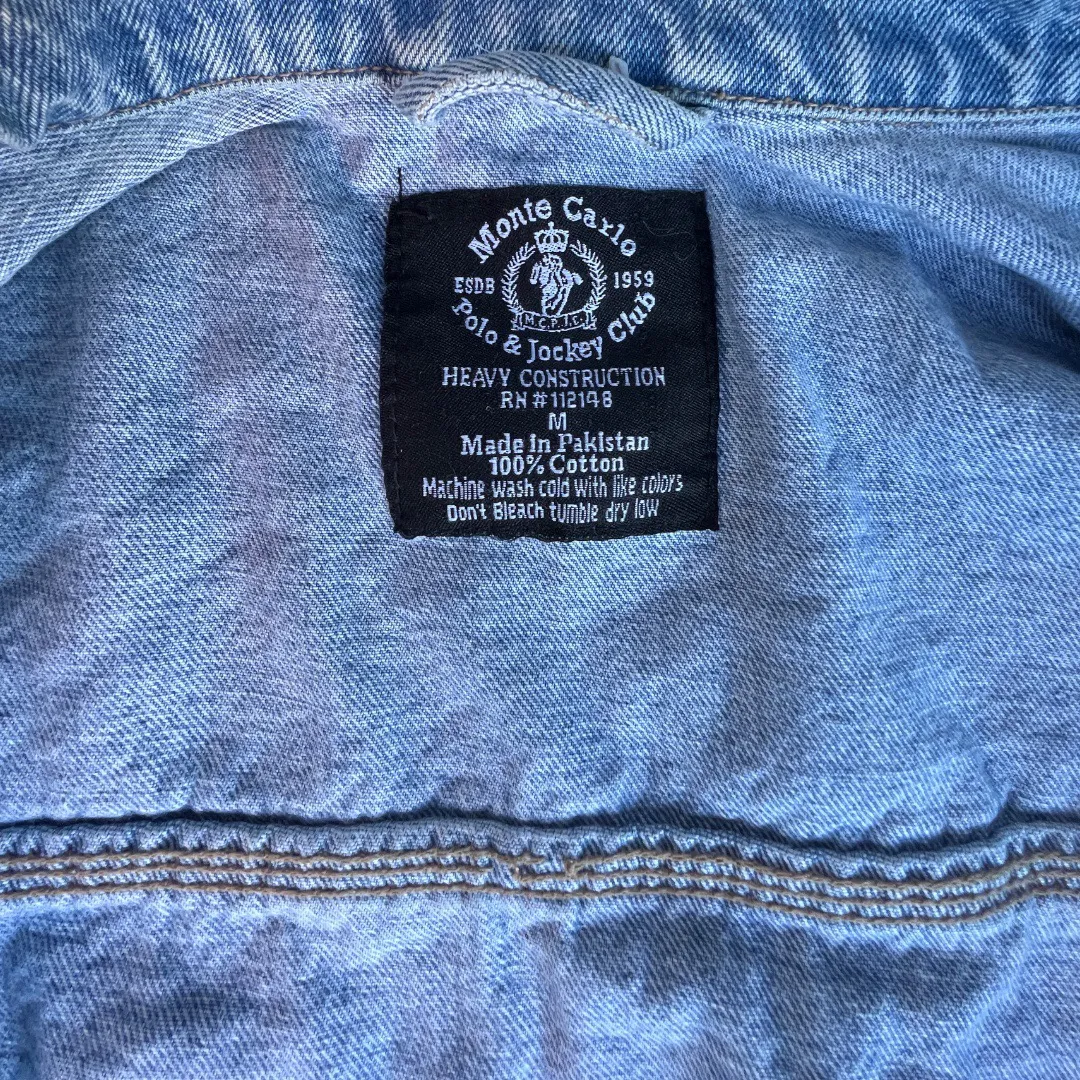 Monte Carlo
ESDB 1959
M.C.P.J.C.
Polo & Jockey Club
HEAVY CONSTRUCTION
RN # 112148
M
Made In Pakistan
100% Cotton
Machine wash cold with like colors
Don't Bleach tumble dry low